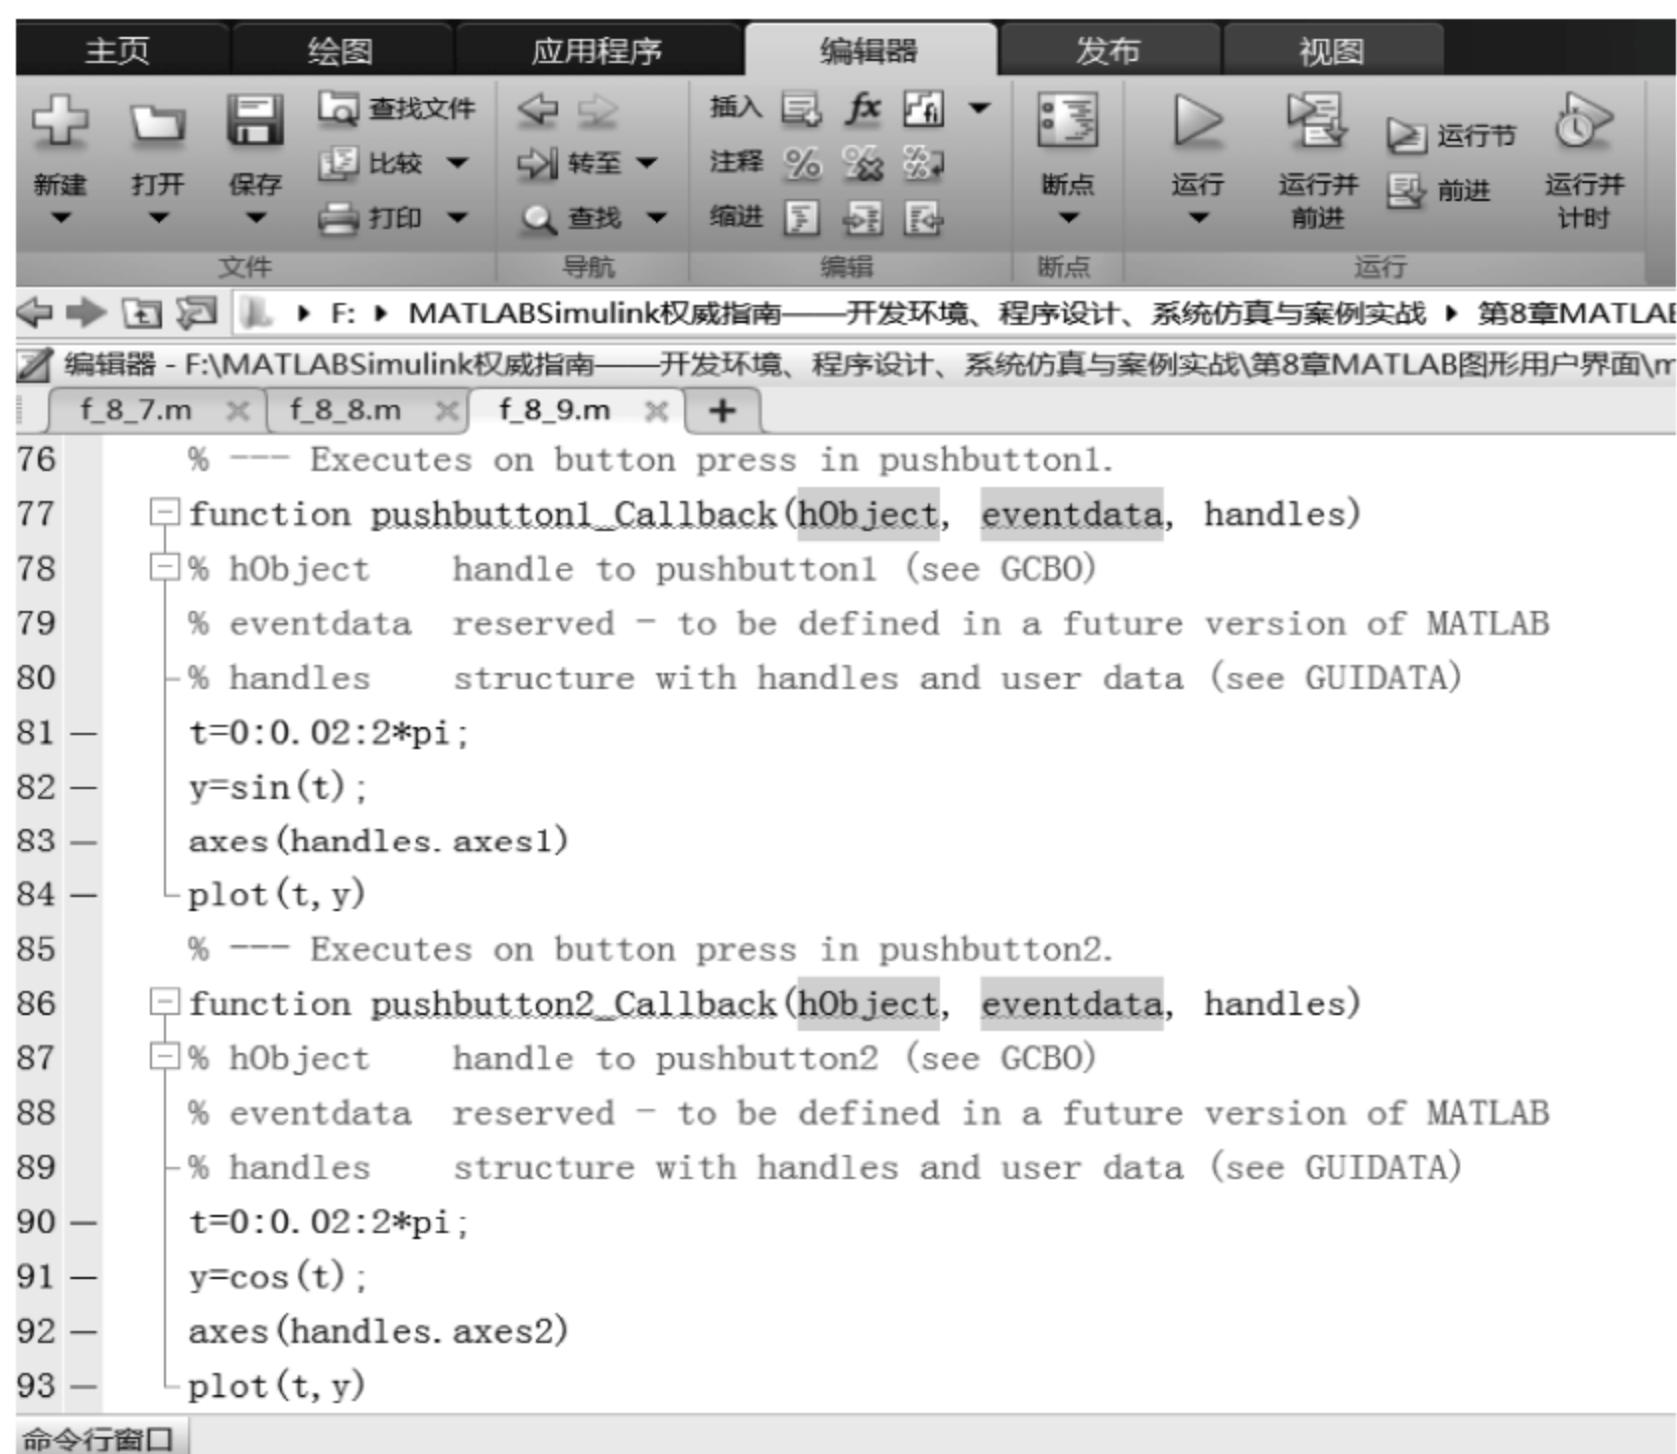 主页 绘图 应用程序 编辑器 发布 视图
查找文件 插入 fx fi
比较 转至 注释 运行节
新建 打开 保存 断点 运行 运行并前进 前进 运行并计时
打印 查找 缩进
文件 导航 编辑 断点 运行
F: MATLABSimulink权威指南——开发环境、程序设计、系统仿真与案例实战 第8章MATLAB
编辑器 - F:\MATLABSimulink权威指南——开发环境、程序设计、系统仿真与案例实战\第8章MATLAB图形用户界面\m
f_8_7.m f_8_8.m f_8_9.m +
76 % --- Executes on button press in pushbutton1.
77 function pushbutton1_Callback(hObject, eventdata, handles)
78 % hObject    handle to pushbutton1 (see GCBO)
79 % eventdata  reserved - to be defined in a future version of MATLAB
80 % handles    structure with handles and user data (see GUIDATA)
81 — t=0:0.02:2*pi;
82 — y=sin(t);
83 — axes(handles.axes1)
84 — plot(t,y)
85 % --- Executes on button press in pushbutton2.
86 function pushbutton2_Callback(hObject, eventdata, handles)
87 % hObject    handle to pushbutton2 (see GCBO)
88 % eventdata  reserved - to be defined in a future version of MATLAB
89 % handles    structure with handles and user data (see GUIDATA)
90 — t=0:0.02:2*pi;
91 — y=cos(t);
92 — axes(handles.axes2)
93 — plot(t,y)
命令行窗口